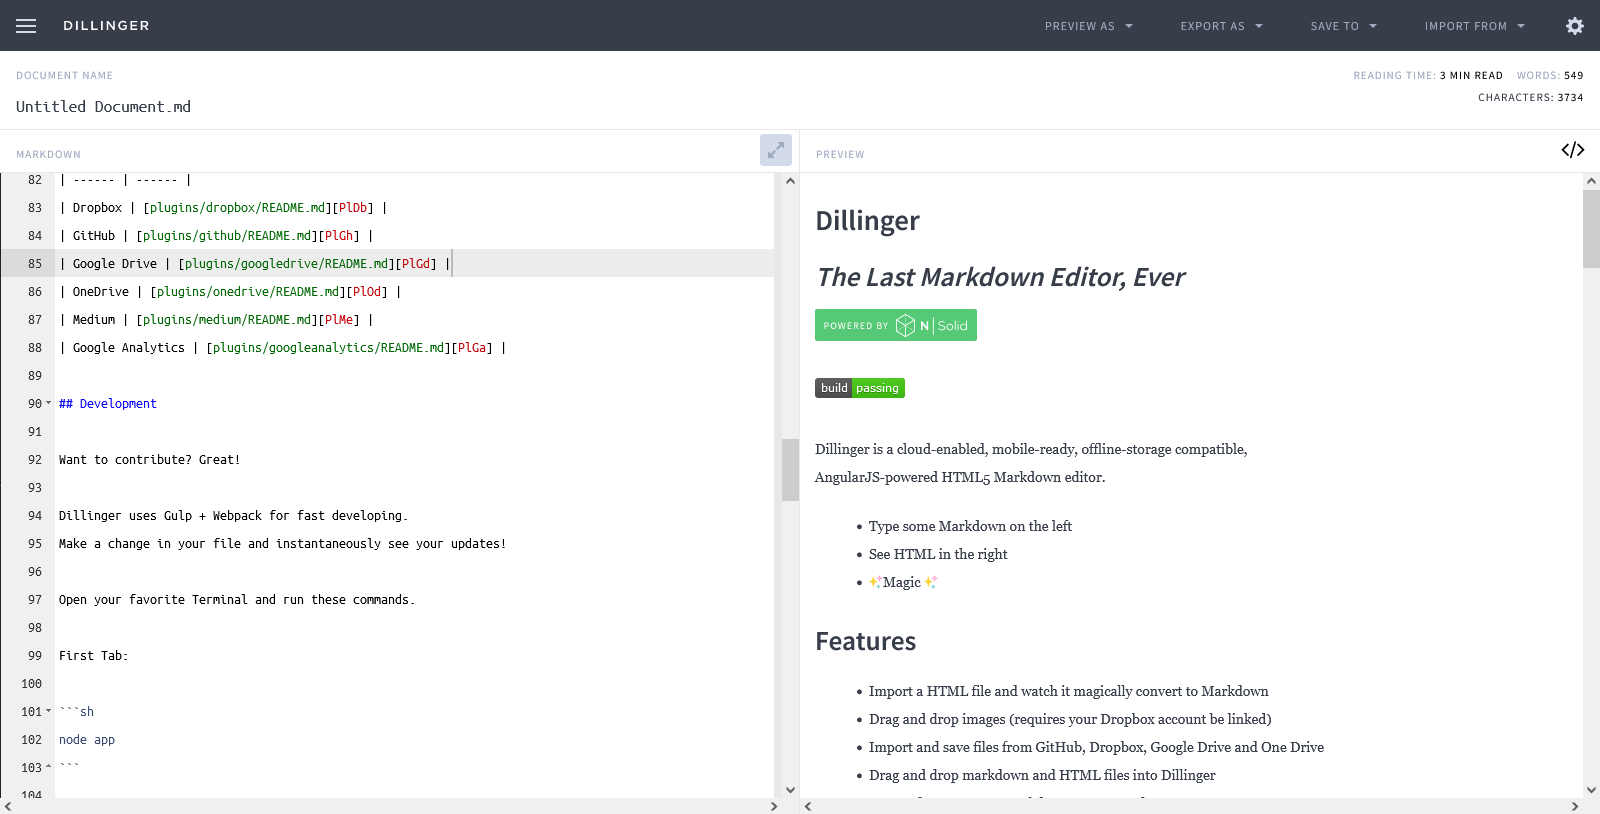 DILLINGER
PREVIEW AS
EXPORT AS
SAVE TO
IMPORT FROM
DOCUMENT NAME
Untitled Document.md
READING TIME: 3 MIN READ WORDS: 549
CHARACTERS: 3734
MARKDOWN
82 | ------ | ------ |
83 | Dropbox | [plugins/dropbox/README.md][PlDb] |
84 | GitHub | [plugins/github/README.md][PlGh] |
85 | Google Drive | [plugins/googledrive/README.md][PlGd] |
86 | OneDrive | [plugins/onedrive/README.md][PlOd] |
87 | Medium | [plugins/medium/README.md][PlMe] |
88 | Google Analytics | [plugins/googleanalytics/README.md][PlGa] |
89
90 ## Development
91
92 Want to contribute? Great!
93
94 Dillinger uses Gulp + Webpack for fast developing.
95 Make a change in your file and instantaneously see your updates!
96
97 Open your favorite Terminal and run these commands.
98
99 First Tab:
100
101 ```sh
102 node app
103 ```
104
PREVIEW
</>
Dillinger
The Last Markdown Editor, Ever
POWERED BY N|Solid
build passing
Dillinger is a cloud-enabled, mobile-ready, offline-storage compatible,
AngularJS-powered HTML5 Markdown editor.
• Type some Markdown on the left
• See HTML in the right
• ✨Magic ✨
Features
• Import a HTML file and watch it magically convert to Markdown
• Drag and drop images (requires your Dropbox account be linked)
• Import and save files from GitHub, Dropbox, Google Drive and One Drive
• Drag and drop markdown and HTML files into Dillinger